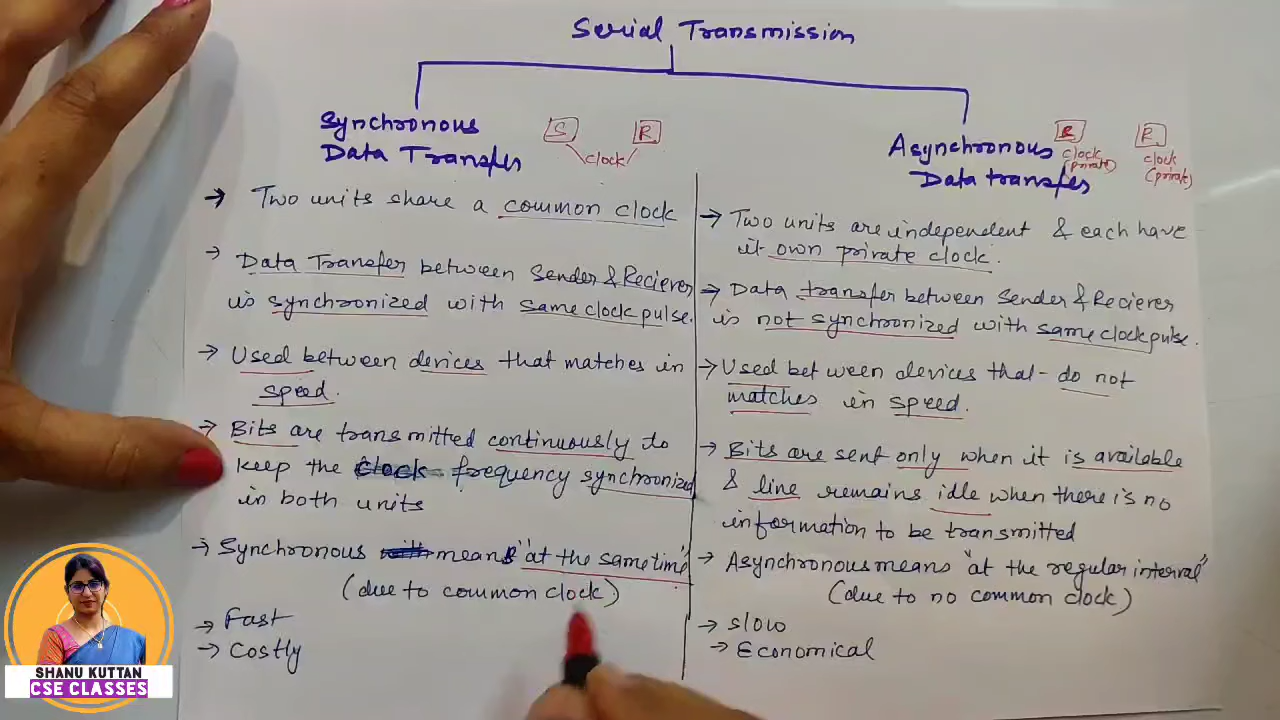 Serial Transmission
Synchronous
Data Transfer
S R
clock
Asynchronous
Data transfer
R
clock
(private)
clock
(private)
→ Two units share a common clock
→ Data Transfer between Sender & Reciever
is synchronized with same clock pulse.
→ Used between devices that matches in
speed.
→ Bits are transmitted continuously to
keep the frequency synchronized
in both units
→ Synchronous means "at the same time"
(due to common clock)
→ Fast
→ Costly
→ Two units are independent & each have
it own private clock.
→ Data transfer between Sender & Reciever
is not synchronized with same clock pulse.
→ Used between devices that do not
matches in speed.
→ Bits are sent only when it is available
& line remains idle when there is no
information to be transmitted
→ Asynchronous means "at the regular interval"
(due to no common clock)
→ slow
→ Economical
SHANU KUTTAN
CSE CLASSES